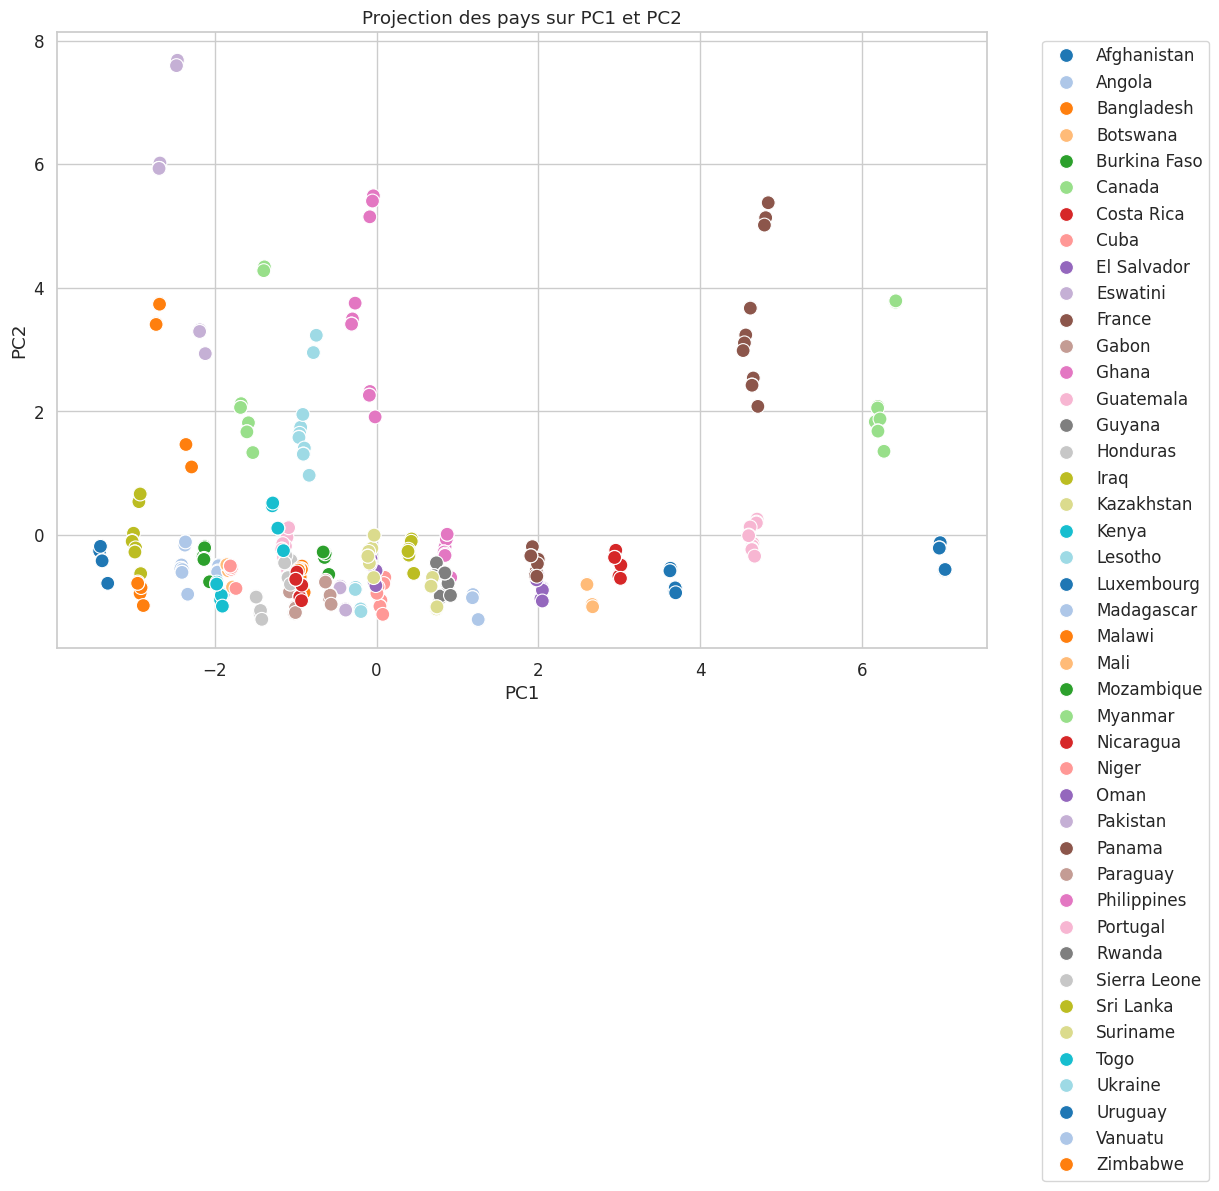 Projection des pays sur PC1 et PC2
8
6
4
2
0
PC2
−2
0
2
4
6
PC1
Afghanistan
Angola
Bangladesh
Botswana
Burkina Faso
Canada
Costa Rica
Cuba
El Salvador
Eswatini
France
Gabon
Ghana
Guatemala
Guyana
Honduras
Iraq
Kazakhstan
Kenya
Lesotho
Luxembourg
Madagascar
Malawi
Mali
Mozambique
Myanmar
Nicaragua
Niger
Oman
Pakistan
Panama
Paraguay
Philippines
Portugal
Rwanda
Sierra Leone
Sri Lanka
Suriname
Togo
Ukraine
Uruguay
Vanuatu
Zimbabwe